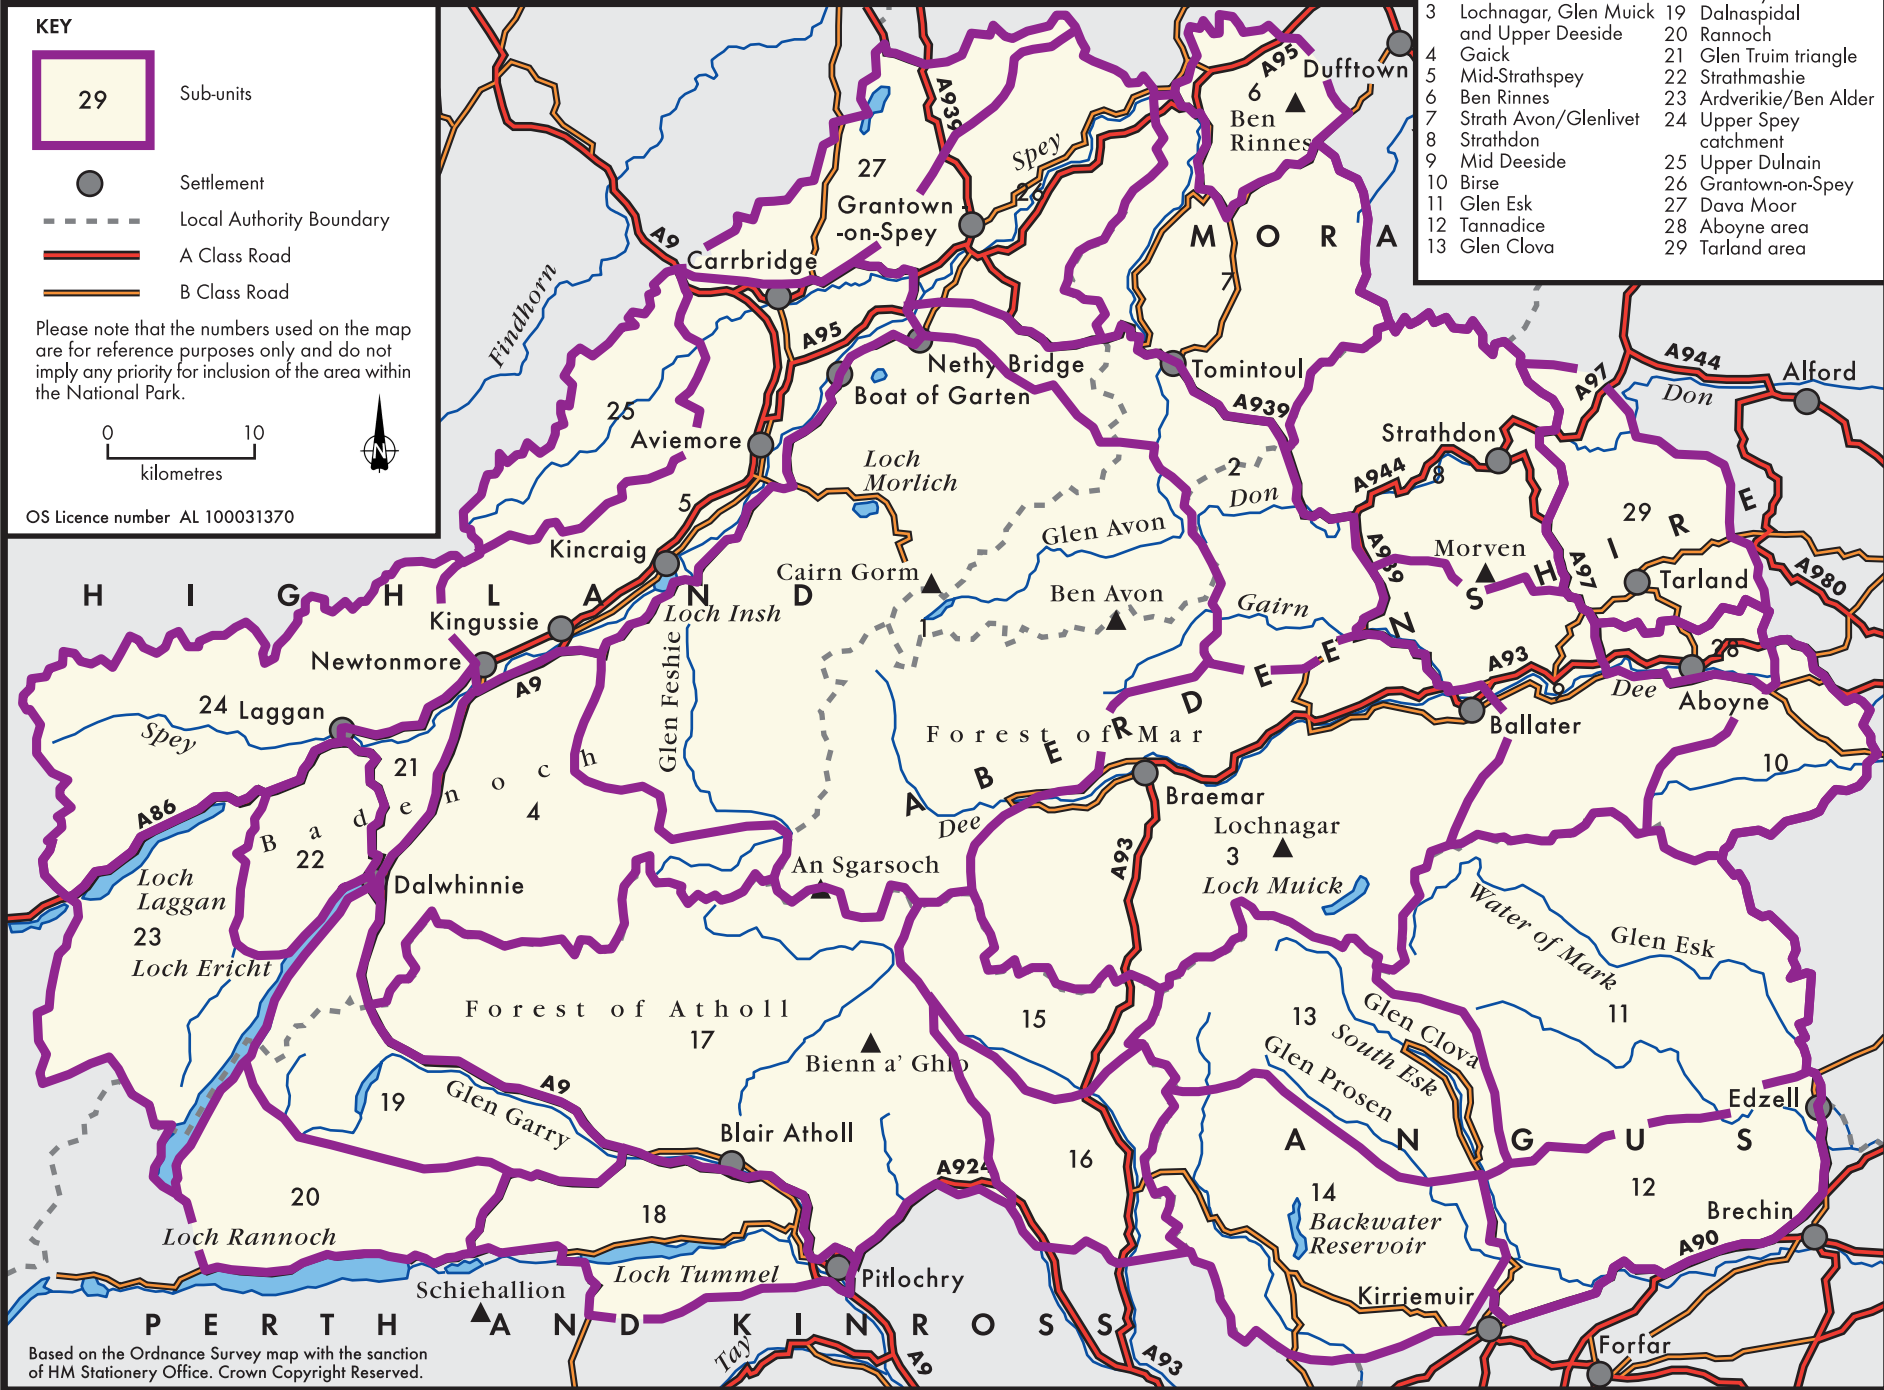 KEY
29
Sub-units
Settlement
Local Authority Boundary
A Class Road
B Class Road
Please note that the numbers used on the map
are for reference purposes only and do not
imply any priority for inclusion of the area within
the National Park.
0 10
kilometres
N
OS Licence number AL 100031370
3 Lochnagar, Glen Muick
and Upper Deeside
4 Gaick
5 Mid-Strathspey
6 Ben Rinnes
7 Strath Avon/Glenlivet
8 Strathdon
9 Mid Deeside
10 Birse
11 Glen Esk
12 Tannadice
13 Glen Clova
19 Dalnaspidal
20 Rannoch
21 Glen Truim triangle
22 Strathmashie
23 Ardverikie/Ben Alder
24 Upper Spey
catchment
25 Upper Dulnain
26 Grantown-on-Spey
27 Dava Moor
28 Aboyne area
29 Tarland area
A95
Dufftown
6
Ben
Rinnes
A939
Spey
27
26
Grantown
-on-Spey
MORA
A9
Carrbridge
7
Findhorn
A95
Nethy Bridge
Tomintoul
Boat of Garten
A97
A944
Alford
Don
25
A939
Aviemore
Strathdon
Loch
Morlich
2
Don
A944
8
5
29
Glen Avon
Kincraig
A939
Morven
A97
Tarland
A980
Cairn Gorm
Ben Avon
Gairn
HIGHLAND
Loch Insh
Kingussie
1
Newtonmore
A9
A93
28
9
Dee
Aboyne
24
Laggan
Spey
Glen Feshie
Ballater
Forest of Mar
ABERDEENSHIRE
21
10
Badenoch
4
Braemar
A86
Dee
Lochnagar
3
22
A93
Loch Muick
An Sgarsoch
Dalwhinnie
Loch
Laggan
Water of Mark
Glen Esk
23
Loch Ericht
Forest of Atholl
17
15
13
Glen Clova
South Esk
11
Glen Prosen
Bienn a' Ghlo
19
A9
Glen Garry
Edzell
Blair Atholl
ANGUS
A924
16
14
12
20
18
Backwater
Reservoir
Brechin
Loch Rannoch
A90
Loch Tummel
Pitlochry
Schiehallion
Kirriemuir
PERTH AND KINROSS
Tay
A9
A93
Forfar
Based on the Ordnance Survey map with the sanction
of HM Stationery Office. Crown Copyright Reserved.